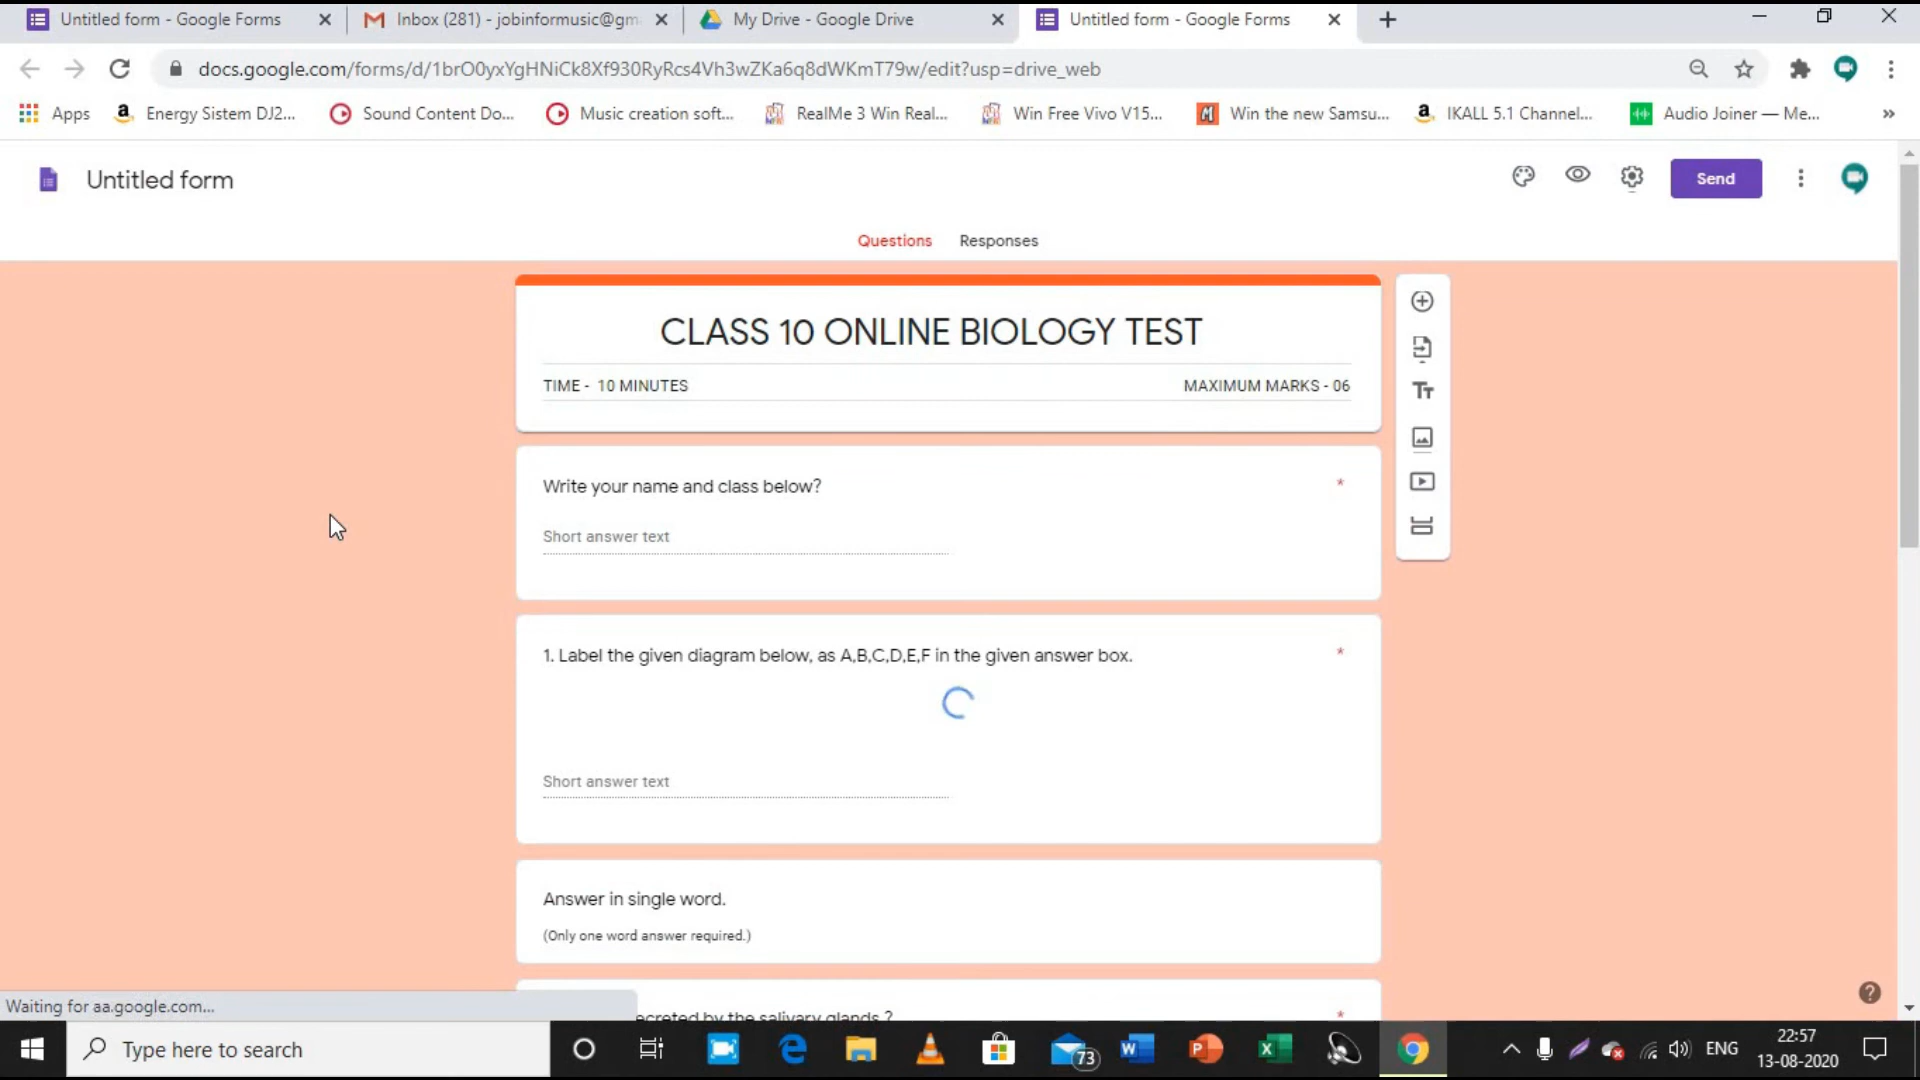 Untitled form - Google Forms
Inbox (281) - jobinformusic@gm
My Drive - Google Drive
Untitled form - Google Forms
docs.google.com/forms/d/1brO0yxYgHNiCk8Xf930RyRcs4Vh3wZKa6q8dWKmT79w/edit?usp=drive_web
Apps
Energy Sistem DJ2...
Sound Content Do...
Music creation soft...
RealMe 3 Win Real...
Win Free Vivo V15...
Win the new Samsu...
IKALL 5.1 Channel...
Audio Joiner — Me...
Untitled form
Send
Questions Responses
CLASS 10 ONLINE BIOLOGY TEST
TIME - 10 MINUTES MAXIMUM MARKS - 06
Write your name and class below? *
Short answer text
1. Label the given diagram below, as A,B,C,D,E,F in the given answer box. *
Short answer text
Answer in single word.
(Only one word answer required.)
ecreted by the salivary glands ? *
Waiting for aa.google.com...
Type here to search
73
ENG
22:57
13-08-2020